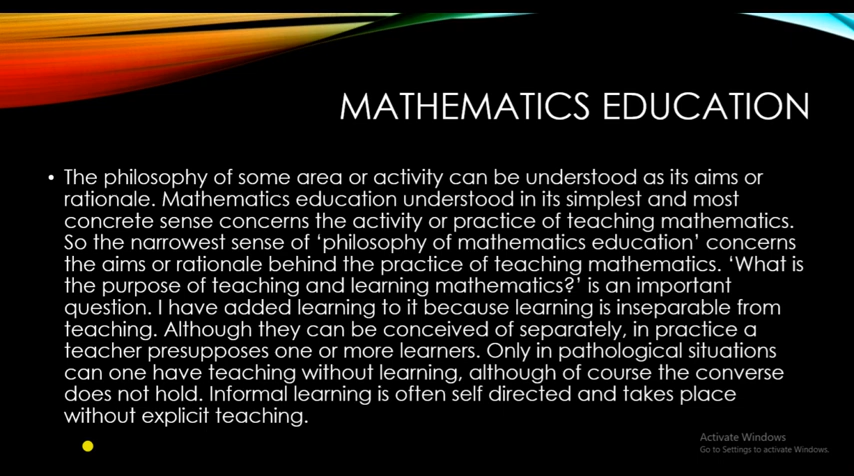 MATHEMATICS EDUCATION
• The philosophy of some area or activity can be understood as its aims or
rationale. Mathematics education understood in its simplest and most
concrete sense concerns the activity or practice of teaching mathematics.
So the narrowest sense of ‘philosophy of mathematics education’ concerns
the aims or rationale behind the practice of teaching mathematics. ‘What is
the purpose of teaching and learning mathematics?’ is an important
question. I have added learning to it because learning is inseparable from
teaching. Although they can be conceived of separately, in practice a
teacher presupposes one or more learners. Only in pathological situations
can one have teaching without learning, although of course the converse
does not hold. Informal learning is often self directed and takes place
without explicit teaching.
Activate Windows
Go to Settings to activate Windows.